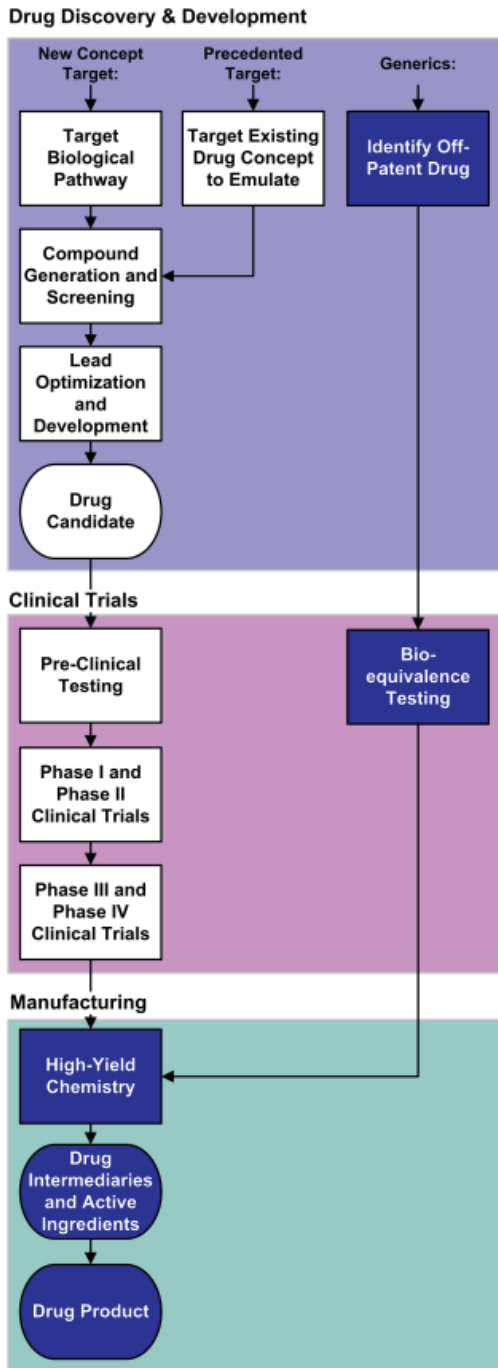 Drug Discovery & Development
New Concept
Target:
Precedented
Target:
Generics:
Target
Biological
Pathway
Target Existing
Drug Concept
to Emulate
Identify Off-
Patent Drug
Compound
Generation and
Screening
Lead
Optimization
and
Development
Drug
Candidate
Clinical Trials
Pre-Clinical
Testing
Bio-
equivalence
Testing
Phase I and
Phase II
Clinical Trials
Phase III and
Phase IV
Clinical Trials
Manufacturing
High-Yield
Chemistry
Drug
Intermediaries
and Active
Ingredients
Drug Product